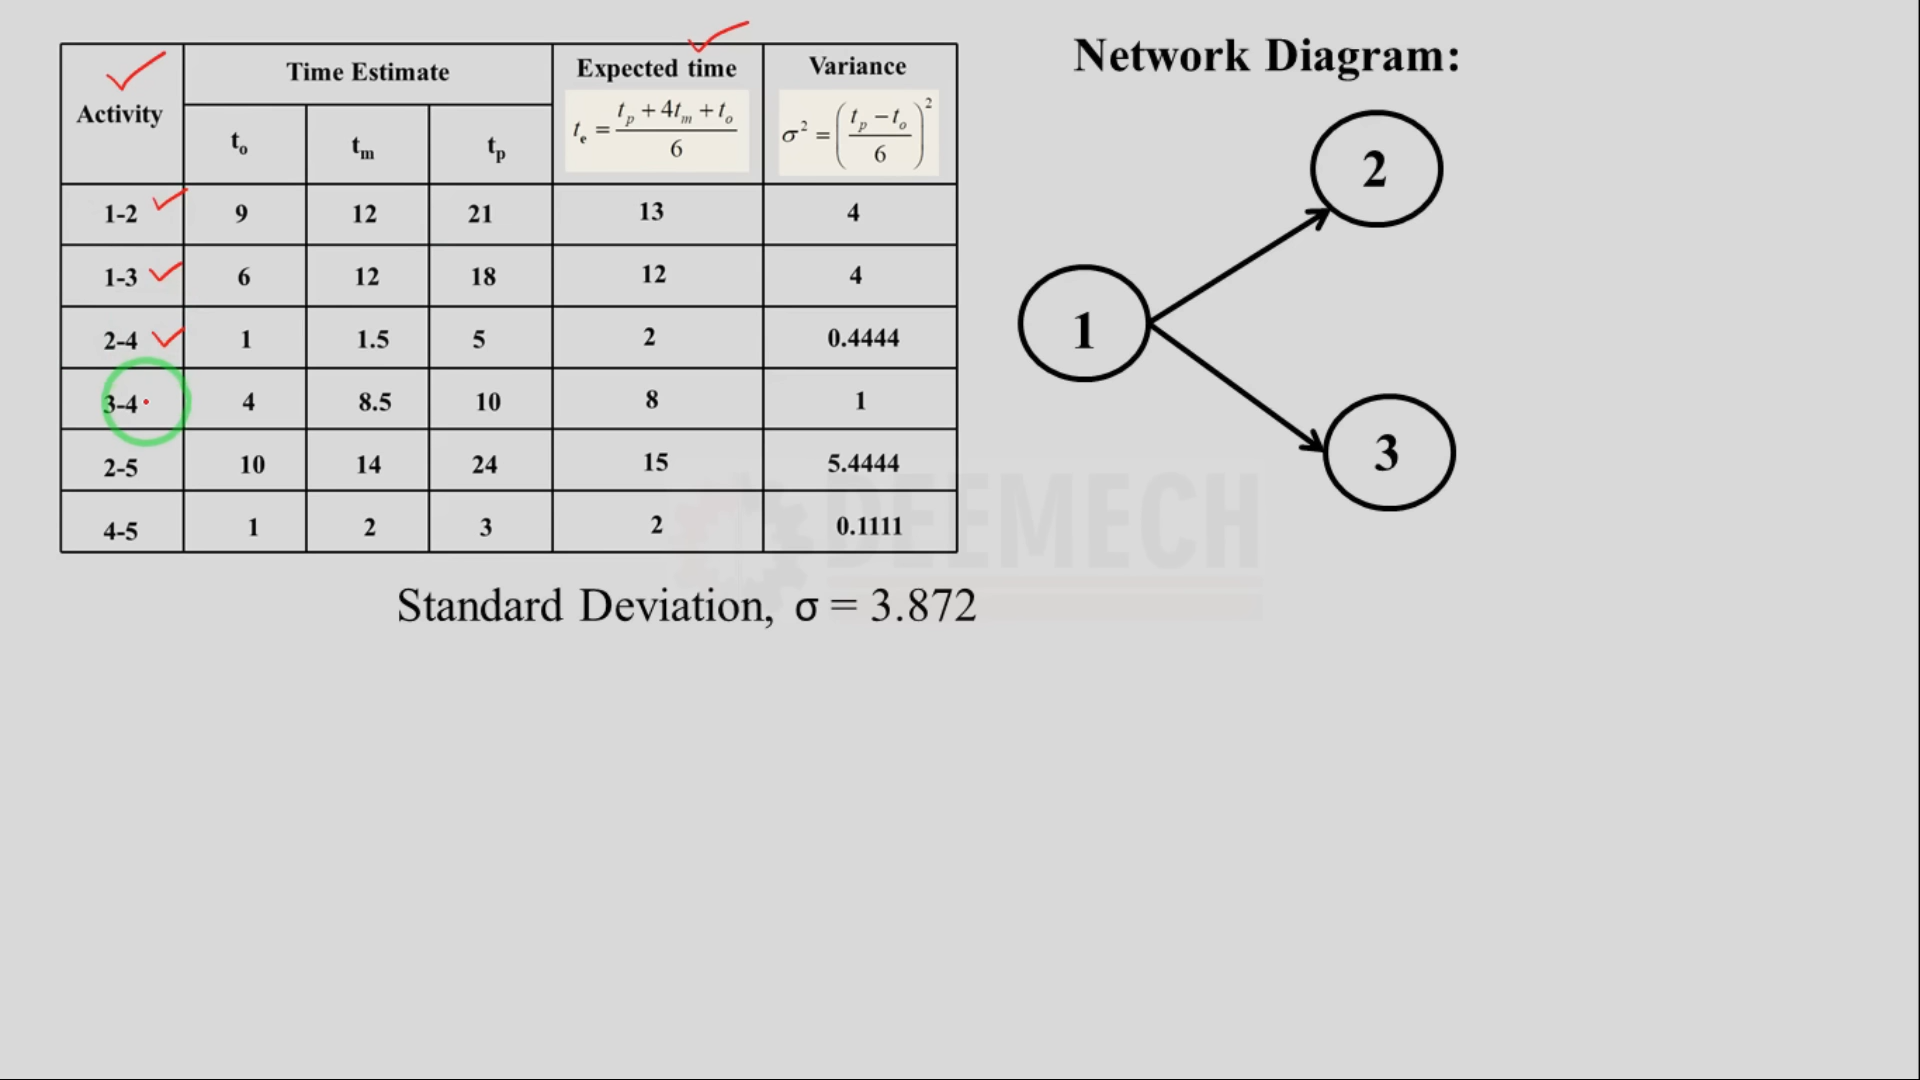 Network Diagram:
Activity
Time Estimate
Expected time
Variance
t_e = (t_p + 4t_m + t_o) / 6
σ² = ((t_p − t_o) / 6)²
t_o t_m t_p
1-2 9 12 21 13 4
1-3 6 12 18 12 4
2-4 1 1.5 5 2 0.4444
3-4 4 8.5 10 8 1
2-5 10 14 24 15 5.4444
4-5 1 2 3 2 0.1111
Standard Deviation, σ = 3.872
2
1
3
DEEMECH